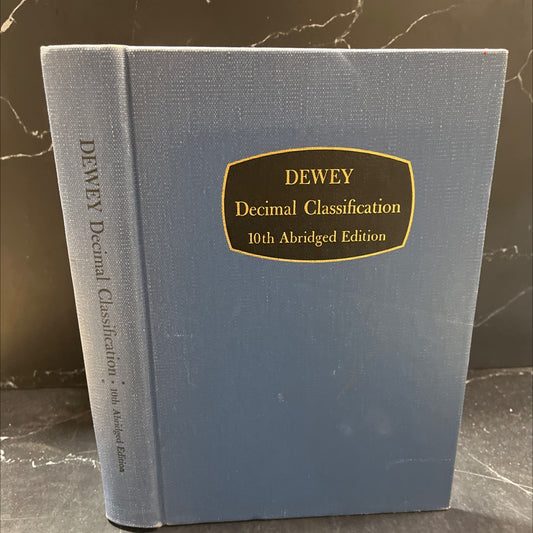 DEWEY
Decimal Classification
10th Abridged Edition
DEWEY Decimal Classification · 10th Abridged Edition